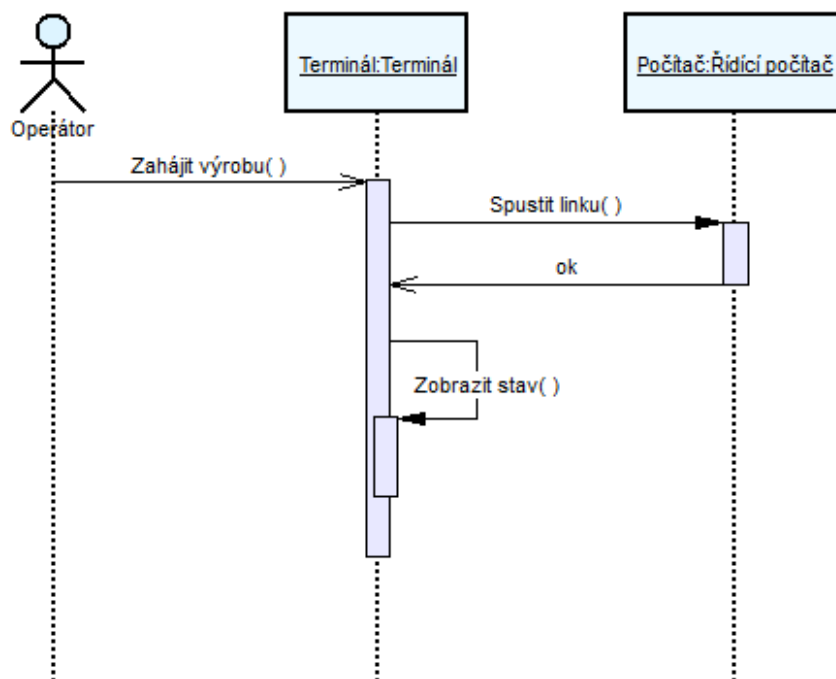 Terminál:Terminál
Počítač:Řídící počítač
Operátor
Zahájit výrobu( )
Spustit linku( )
ok
Zobrazit stav( )